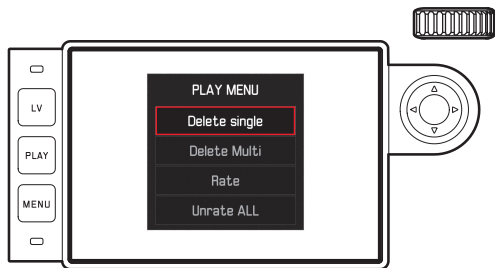 LV
PLAY
MENU
PLAY MENU
Delete single
Delete Multi
Rate
Unrate ALL